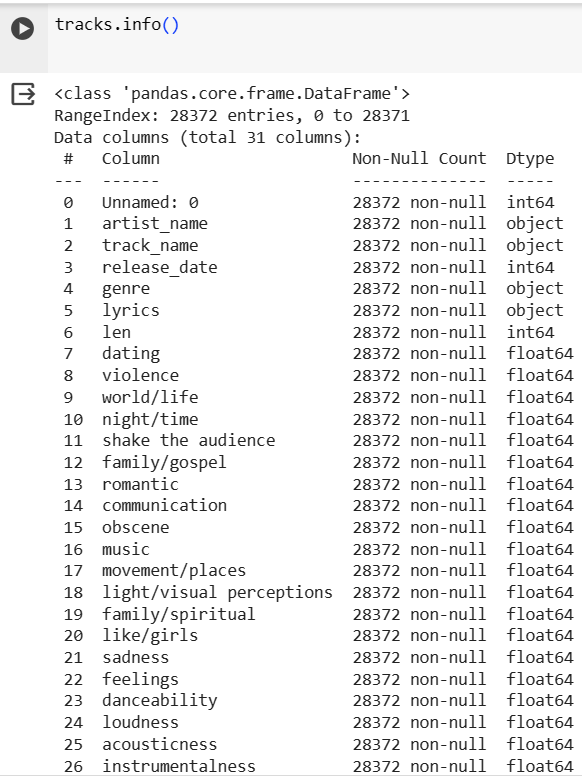 tracks.info()
<class 'pandas.core.frame.DataFrame'>
RangeIndex: 28372 entries, 0 to 28371
Data columns (total 31 columns):
 #   Column                    Non-Null Count  Dtype
---  ------                    --------------  -----
 0   Unnamed: 0                28372 non-null  int64
 1   artist_name               28372 non-null  object
 2   track_name                28372 non-null  object
 3   release_date              28372 non-null  int64
 4   genre                     28372 non-null  object
 5   lyrics                    28372 non-null  object
 6   len                       28372 non-null  int64
 7   dating                    28372 non-null  float64
 8   violence                  28372 non-null  float64
 9   world/life                28372 non-null  float64
 10  night/time                28372 non-null  float64
 11  shake the audience        28372 non-null  float64
 12  family/gospel             28372 non-null  float64
 13  romantic                  28372 non-null  float64
 14  communication             28372 non-null  float64
 15  obscene                   28372 non-null  float64
 16  music                     28372 non-null  float64
 17  movement/places           28372 non-null  float64
 18  light/visual perceptions  28372 non-null  float64
 19  family/spiritual          28372 non-null  float64
 20  like/girls                28372 non-null  float64
 21  sadness                   28372 non-null  float64
 22  feelings                  28372 non-null  float64
 23  danceability              28372 non-null  float64
 24  loudness                  28372 non-null  float64
 25  acousticness              28372 non-null  float64
 26  instrumentalness          28372 non-null  float64